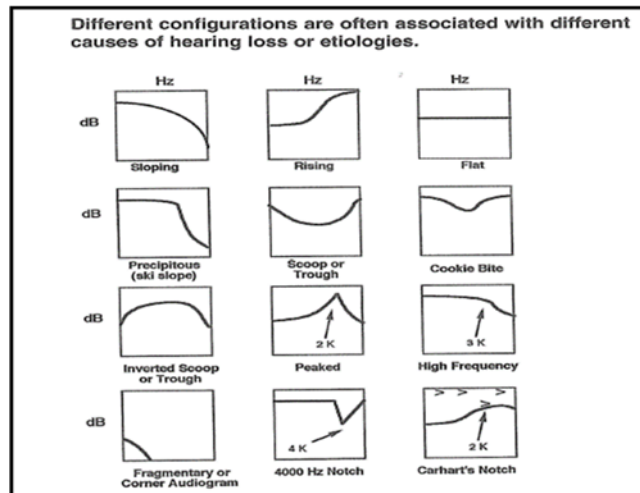 Different configurations are often associated with different
causes of hearing loss or etiologies.
Hz Hz Hz
dB
Sloping Rising Flat
dB
Precipitous
(ski slope)
Scoop or
Trough
Cookie Bite
dB
2 K
3 K
Inverted Scoop
or Trough
Peaked
High Frequency
dB
4 K
> > >
>
2 K
Fragmentary or
Corner Audiogram
4000 Hz Notch
Carhart's Notch